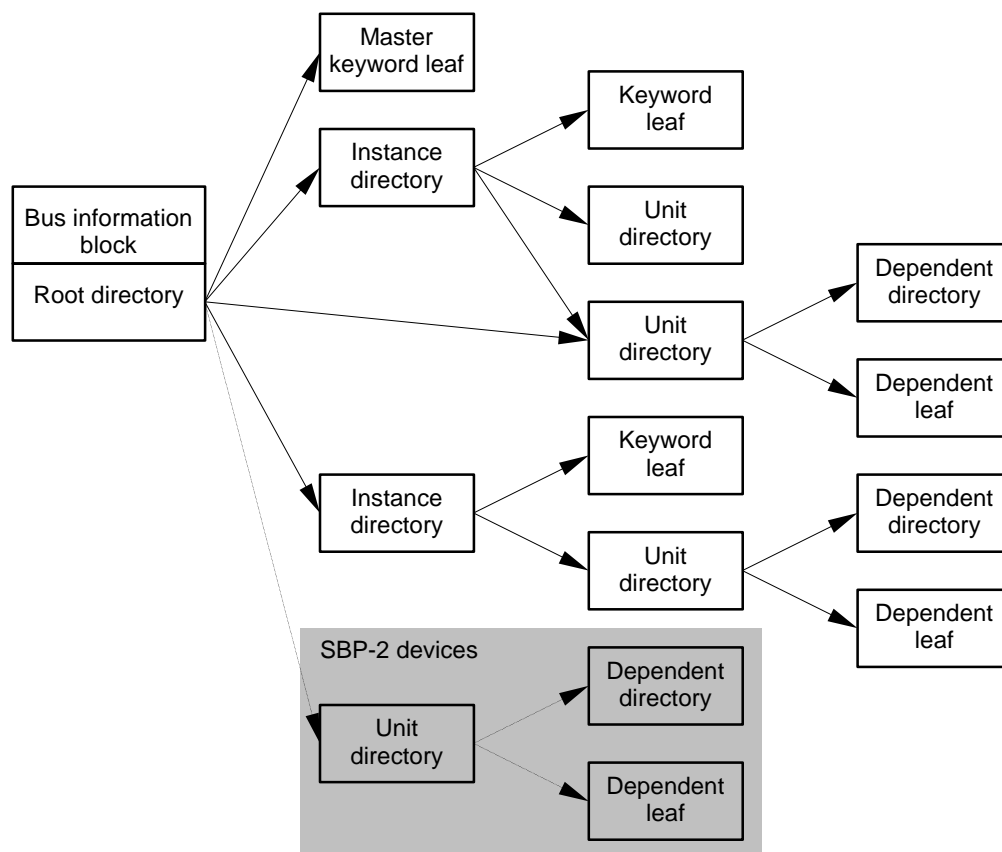 Master
keyword leaf
Keyword
leaf
Instance
directory
Unit
directory
Bus information
block
Root directory
Dependent
directory
Unit
directory
Dependent
leaf
Keyword
leaf
Instance
directory
Dependent
directory
Unit
directory
Dependent
leaf
SBP-2 devices
Dependent
directory
Unit
directory
Dependent
leaf